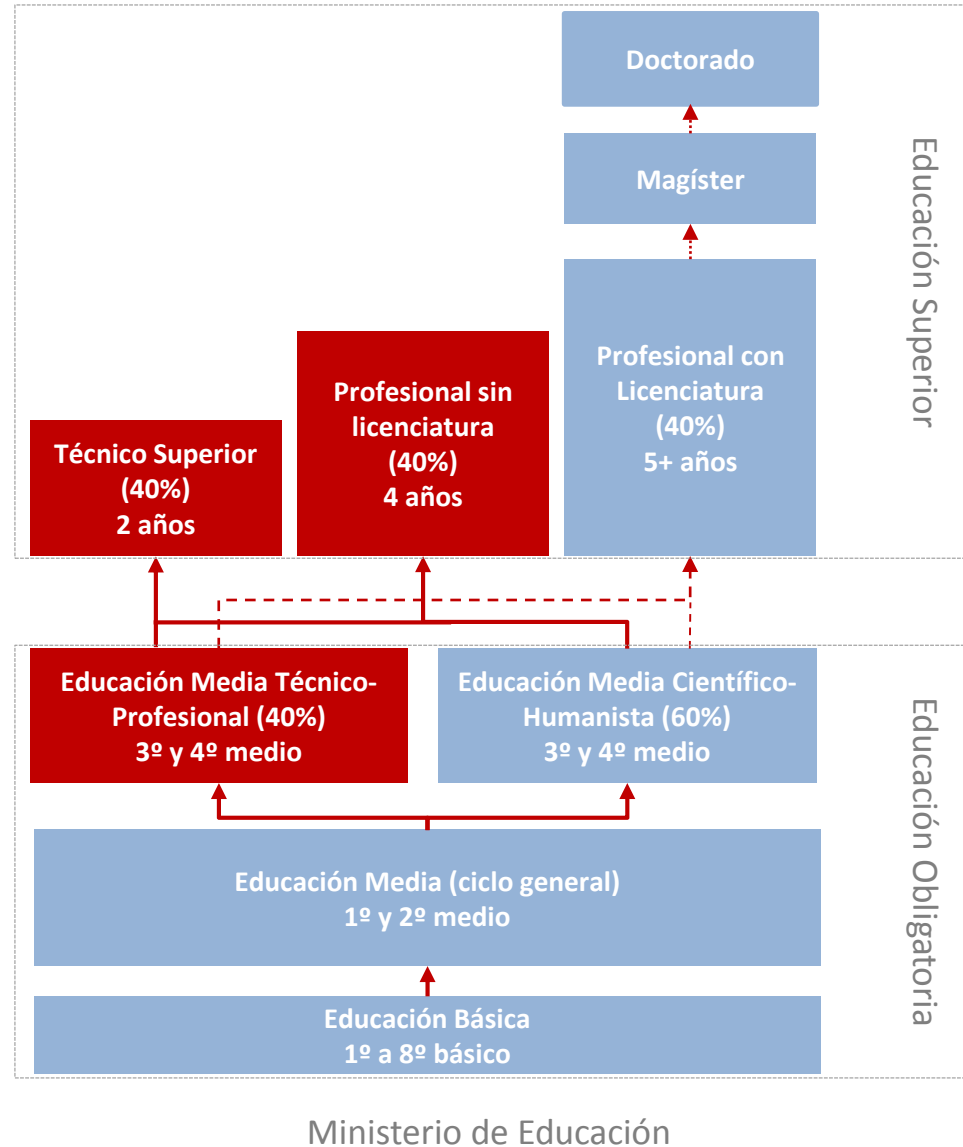 Doctorado
Magíster
Profesional con
Licenciatura
(40%)
5+ años
Profesional sin
licenciatura
(40%)
4 años
Técnico Superior
(40%)
2 años
Educación Superior
Educación Media Técnico-
Profesional (40%)
3º y 4º medio
Educación Media Científico-
Humanista (60%)
3º y 4º medio
Educación Media (ciclo general)
1º y 2º medio
Educación Básica
1º a 8º básico
Educación Obligatoria
Ministerio de Educación